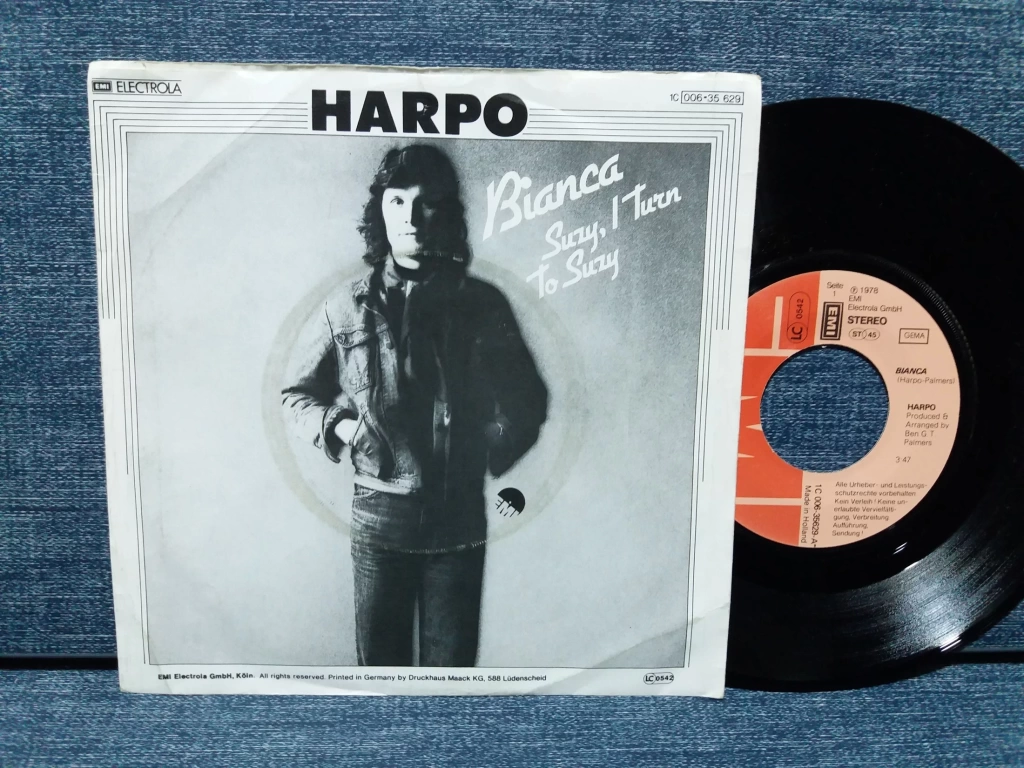 EMI ELECTROLA
1C 006-35 629
HARPO
Bianca
Suzy, I Turn
To Suzy
EMI
EMI Electrola GmbH, Köln. All rights reserved. Printed in Germany by Druckhaus Maack KG, 588 Lüdenscheid
LC 0542
LC 0542
EMI
Seite
1
℗ 1978
EMI
Electrola GmbH
STEREO
ST 45
GEMA
BIANCA
(Harpo-Palmers)
HARPO
Produced &
Arranged by
Ben G T
Palmers
3:47
Alle Urheber- und Leistungs-
schutzrechte vorbehalten
Kein Verleih! Keine un-
erlaubte Vervielfälti-
gung, Verbreitung,
Aufführung,
Sendung!
1C 006-35629-A
Made in Holland